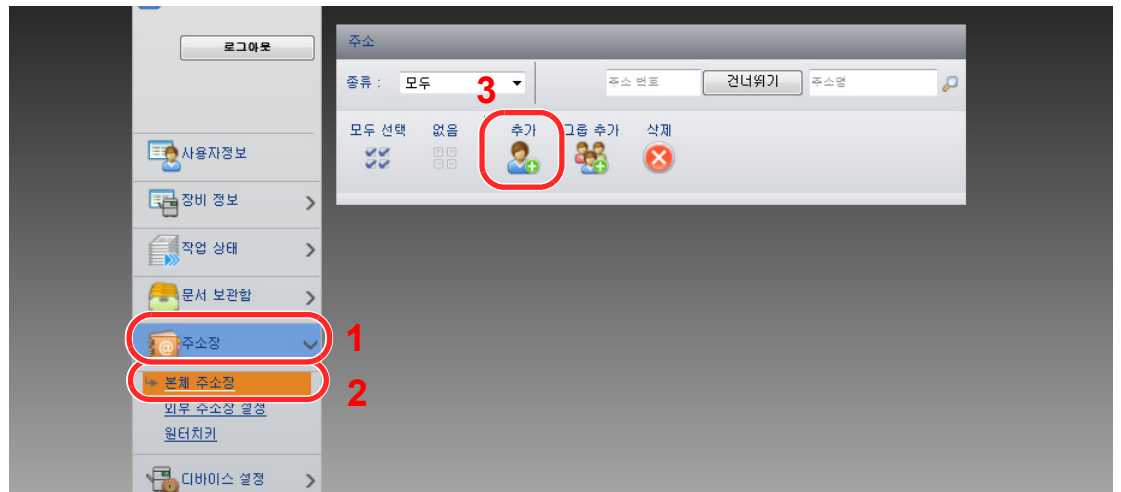 로그아웃
사용자정보
장비 정보
작업 상태
문서 보관함
주소장
1
본체 주소장
2
외부 주소장 설정
원터치키
디바이스 설정
주소
종류 : 모두
3
주소 번호
건너뛰기
주소명
모두 선택
없음
추가
그룹 추가
삭제